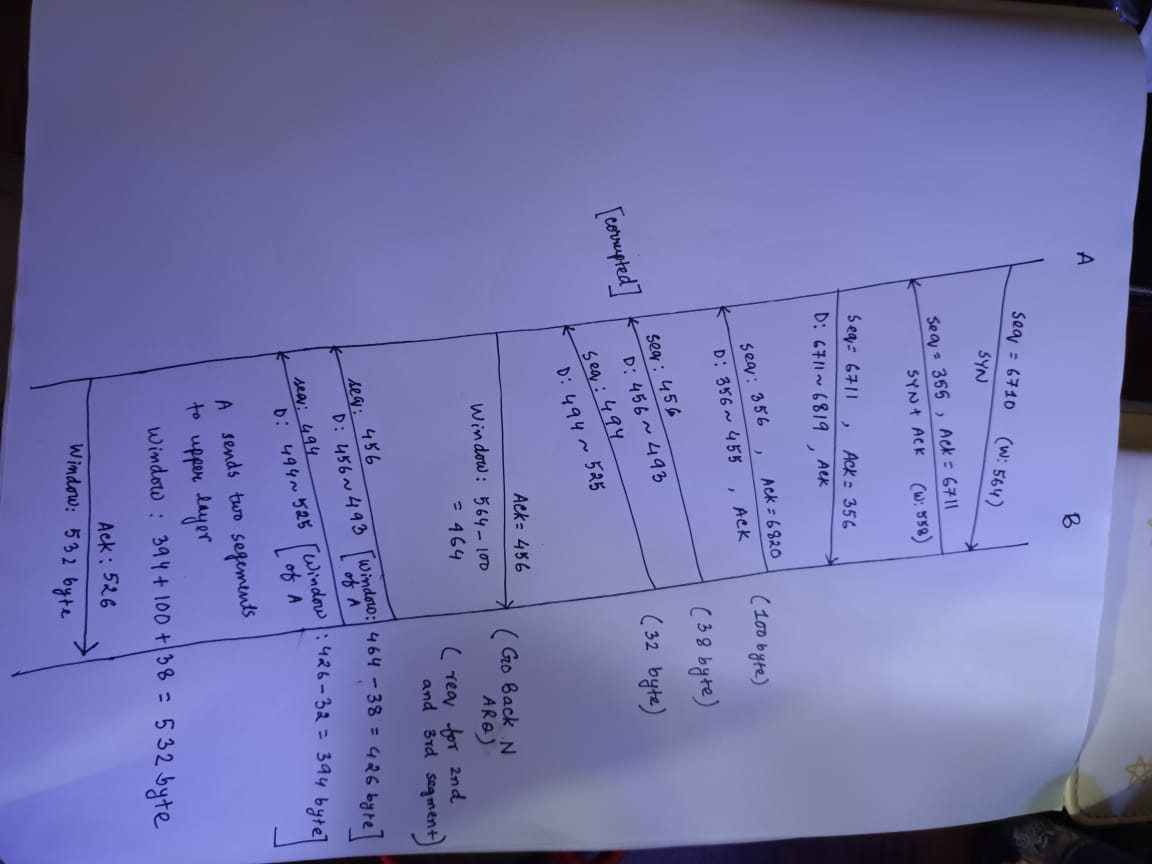 A
B
Seq = 6710 (W: 564)
SYN
Seq = 355 , Ack = 6711
SYN + ACK (W: 558)
Seq = 6711 , Ack = 356
D: 6711 ~ 6819 , Ack
seq: 356 , Ack = 6820
(100 byte)
D: 356 ~ 455 , Ack
(38 byte)
seq: 456
D: 456 ~ 493
(32 byte)
[corrupted]
seq: 494
D: 494 ~ 525
Ack = 456
(Go Back N
ARQ)
Window: 564 - 100
= 464
(req for 2nd
and 3rd segment)
seq: 456
D: 456 ~ 493 [Window: 464 - 38 = 426 byte]
of A
seq: 494
D: 494 ~ 525 [Window : 426 - 32 = 394 byte]
of A
A sends two segements
to upper layer
Window : 394 + 100 + 38 = 532 byte
Ack : 526
Window: 532 byte